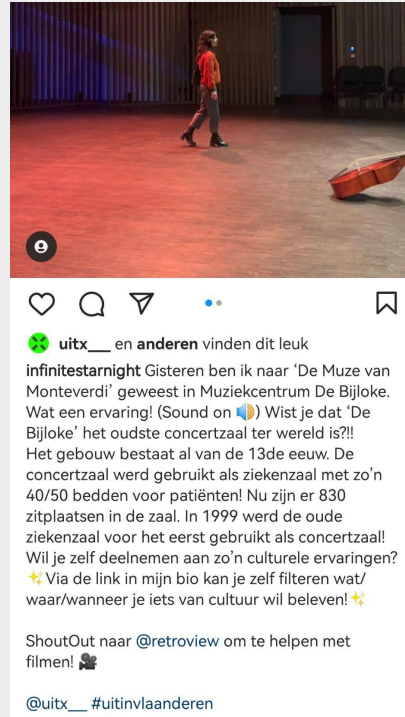 uitx___ en anderen vinden dit leuk
infinitestarnight Gisteren ben ik naar ‘De Muze van
Monteverdi’ geweest in Muziekcentrum De Bijloke.
Wat een ervaring! (Sound on 🔊) Wist je dat ‘De
Bijloke’ het oudste concertzaal ter wereld is?!!
Het gebouw bestaat al van de 13de eeuw. De
concertzaal werd gebruikt als ziekenzaal met zo’n
40/50 bedden voor patiënten! Nu zijn er 830
zitplaatsen in de zaal. In 1999 werd de oude
ziekenzaal voor het eerst gebruikt als concertzaal!
Wil je zelf deelnemen aan zo’n culturele ervaringen?
✨Via de link in mijn bio kan je zelf filteren wat/
waar/wanneer je iets van cultuur wil beleven!✨
ShoutOut naar @retroview om te helpen met
filmen! 🎥
@uitx___ #uitinvlaanderen